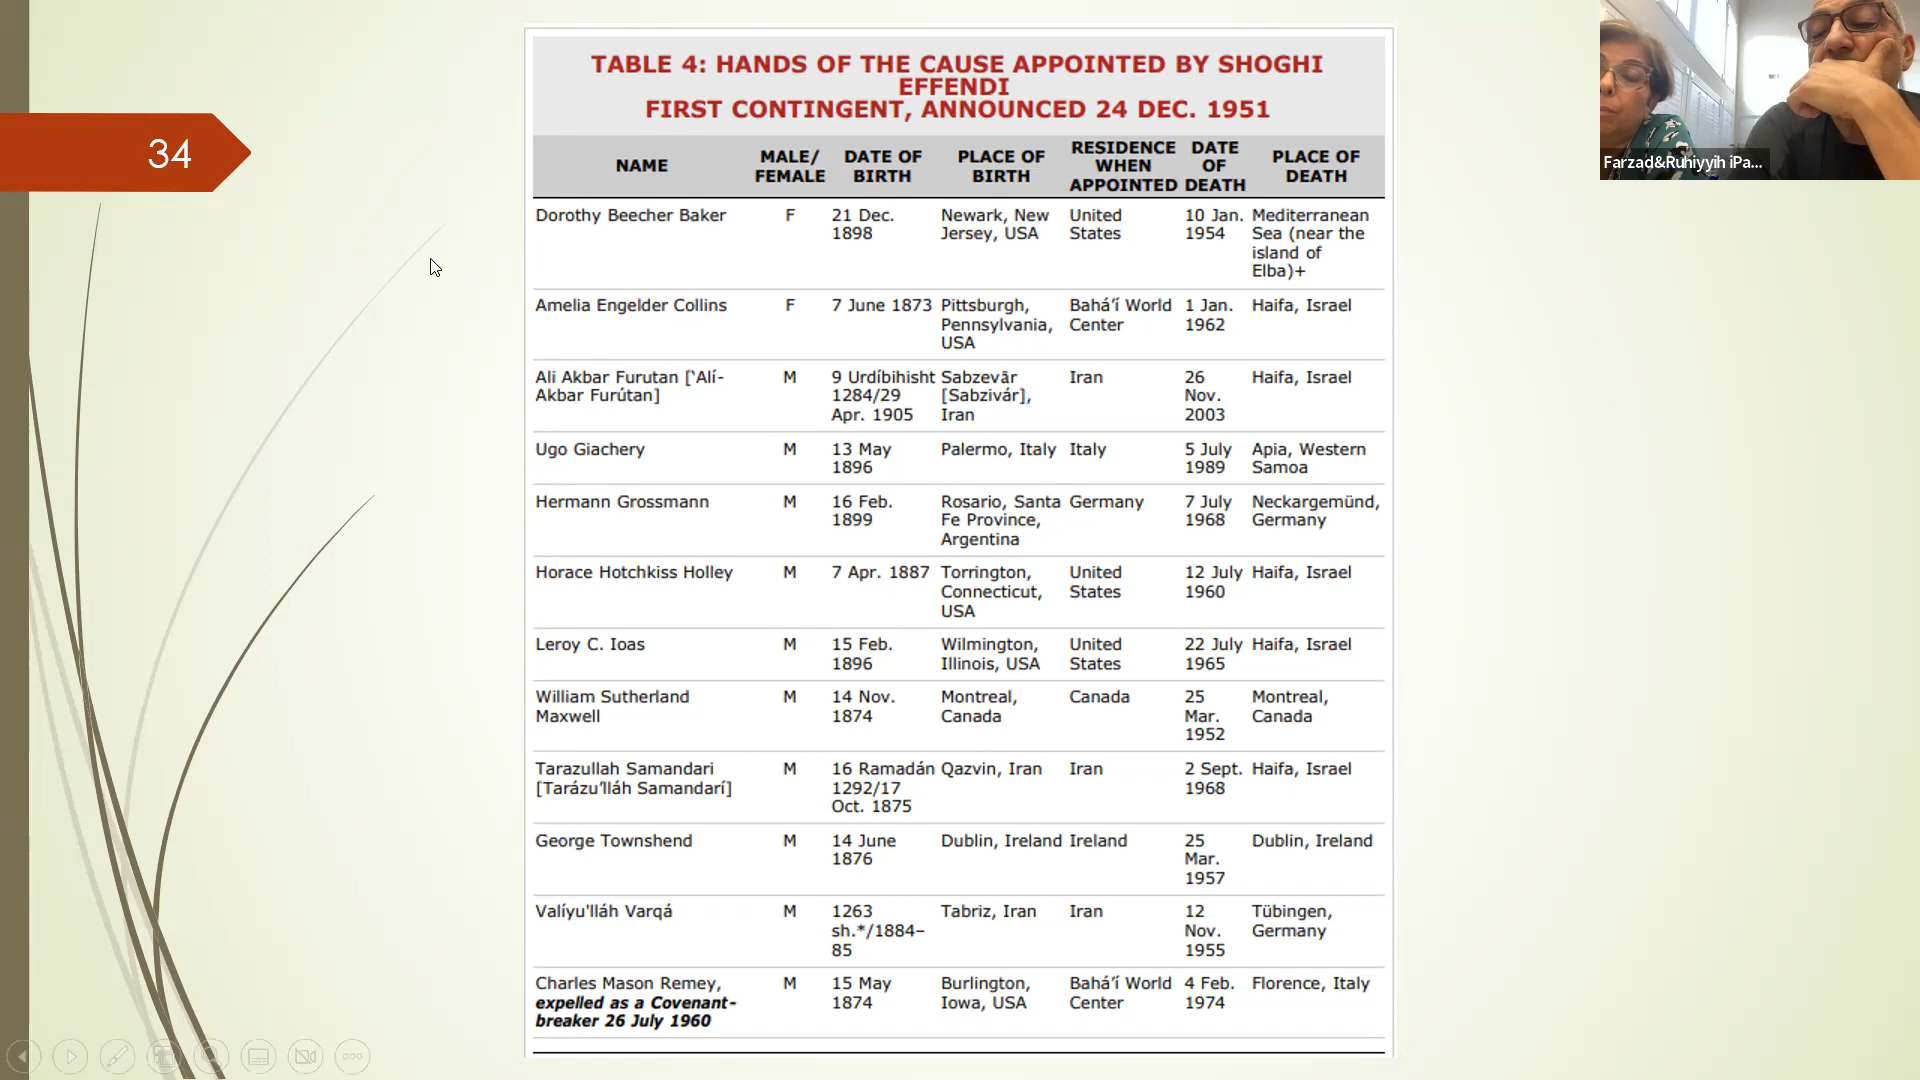 34
TABLE 4: HANDS OF THE CAUSE APPOINTED BY SHOGHI
EFFENDI
FIRST CONTINGENT, ANNOUNCED 24 DEC. 1951
NAME MALE/ FEMALE DATE OF BIRTH PLACE OF BIRTH RESIDENCE WHEN APPOINTED DATE OF DEATH PLACE OF DEATH
Dorothy Beecher Baker F 21 Dec. 1898 Newark, New Jersey, USA United States 10 Jan. 1954 Mediterranean Sea (near the island of Elba)+
Amelia Engelder Collins F 7 June 1873 Pittsburgh, Pennsylvania, USA Bahá’í World Center 1 Jan. 1962 Haifa, Israel
Ali Akbar Furutan [‘Alí-Akbar Furútan] M 9 Urdíbihisht 1284/29 Apr. 1905 Sabzevār [Sabzivár], Iran Iran 26 Nov. 2003 Haifa, Israel
Ugo Giachery M 13 May 1896 Palermo, Italy Italy 5 July 1989 Apia, Western Samoa
Hermann Grossmann M 16 Feb. 1899 Rosario, Santa Fe Province, Argentina Germany 7 July 1968 Neckargemünd, Germany
Horace Hotchkiss Holley M 7 Apr. 1887 Torrington, Connecticut, USA United States 12 July 1960 Haifa, Israel
Leroy C. Ioas M 15 Feb. 1896 Wilmington, Illinois, USA United States 22 July 1965 Haifa, Israel
William Sutherland Maxwell M 14 Nov. 1874 Montreal, Canada Canada 25 Mar. 1952 Montreal, Canada
Tarazullah Samandari [Tarázu’lláh Samandarí] M 16 Ramadán 1292/17 Oct. 1875 Qazvin, Iran Iran 2 Sept. 1968 Haifa, Israel
George Townshend M 14 June 1876 Dublin, Ireland Ireland 25 Mar. 1957 Dublin, Ireland
Valíyu'lláh Varqá M 1263 sh.*/1884–85 Tabriz, Iran Iran 12 Nov. 1955 Tübingen, Germany
Charles Mason Remey, expelled as a Covenant-breaker 26 July 1960 M 15 May 1874 Burlington, Iowa, USA Bahá’í World Center 4 Feb. 1974 Florence, Italy
Farzad&Ruhiyyih iPa...